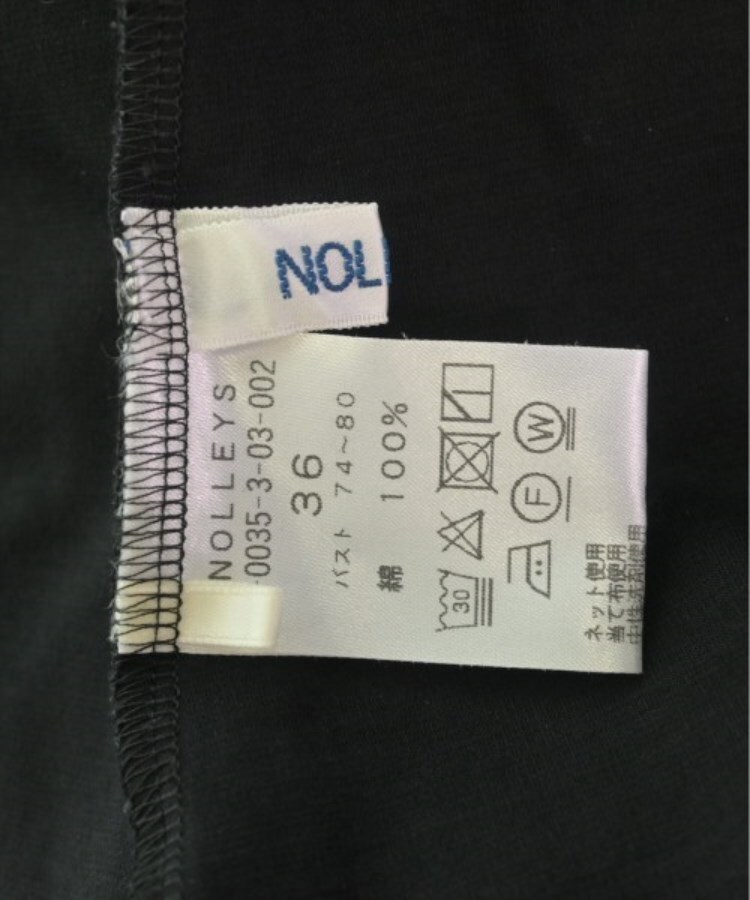 NOL
NOLLEYS
0035-3-03-002
36
バスト 74~80
綿 100%
30
F
W
ネット使用
当て布使用
中性洗剤使用